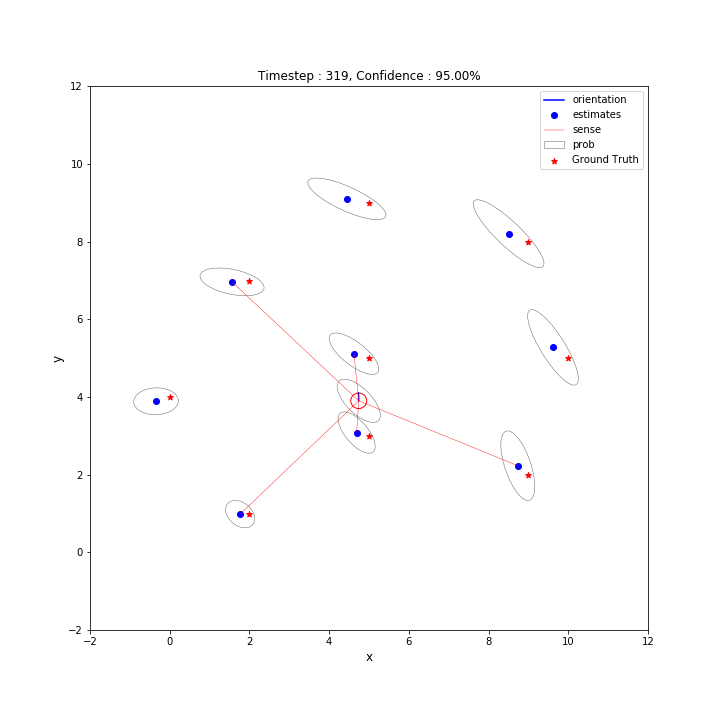 Timestep : 319, Confidence : 95.00%
orientation
estimates
sense
prob
Ground Truth
12
10
8
6
4
2
0
−2
y
−2 0 2 4 6 8 10 12
x